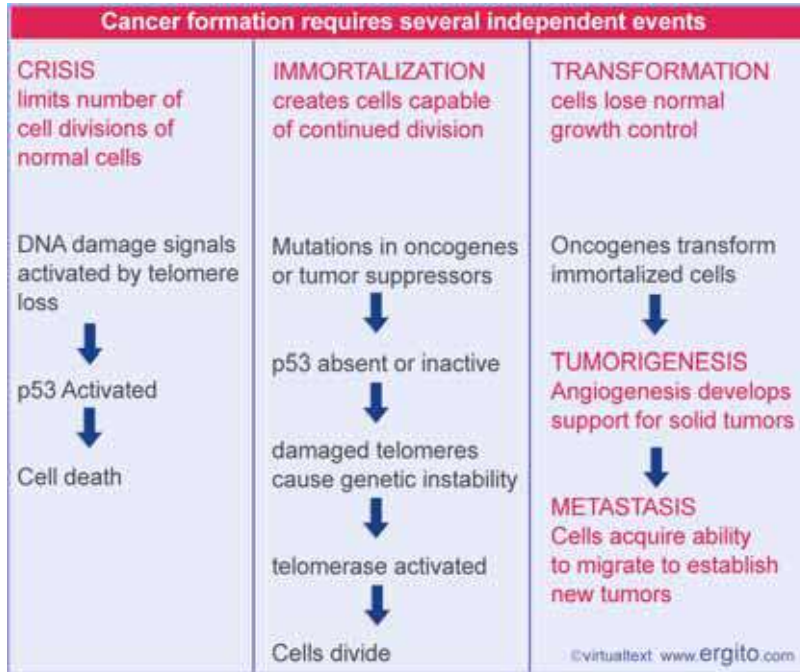 Cancer formation requires several independent events
CRISIS
limits number of
cell divisions of
normal cells
DNA damage signals
activated by telomere
loss
p53 Activated
Cell death
IMMORTALIZATION
creates cells capable
of continued division
Mutations in oncogenes
or tumor suppressors
p53 absent or inactive
damaged telomeres
cause genetic instability
telomerase activated
Cells divide
TRANSFORMATION
cells lose normal
growth control
Oncogenes transform
immortalized cells
TUMORIGENESIS
Angiogenesis develops
support for solid tumors
METASTASIS
Cells acquire ability
to migrate to establish
new tumors
©virtualtext www.ergito.com